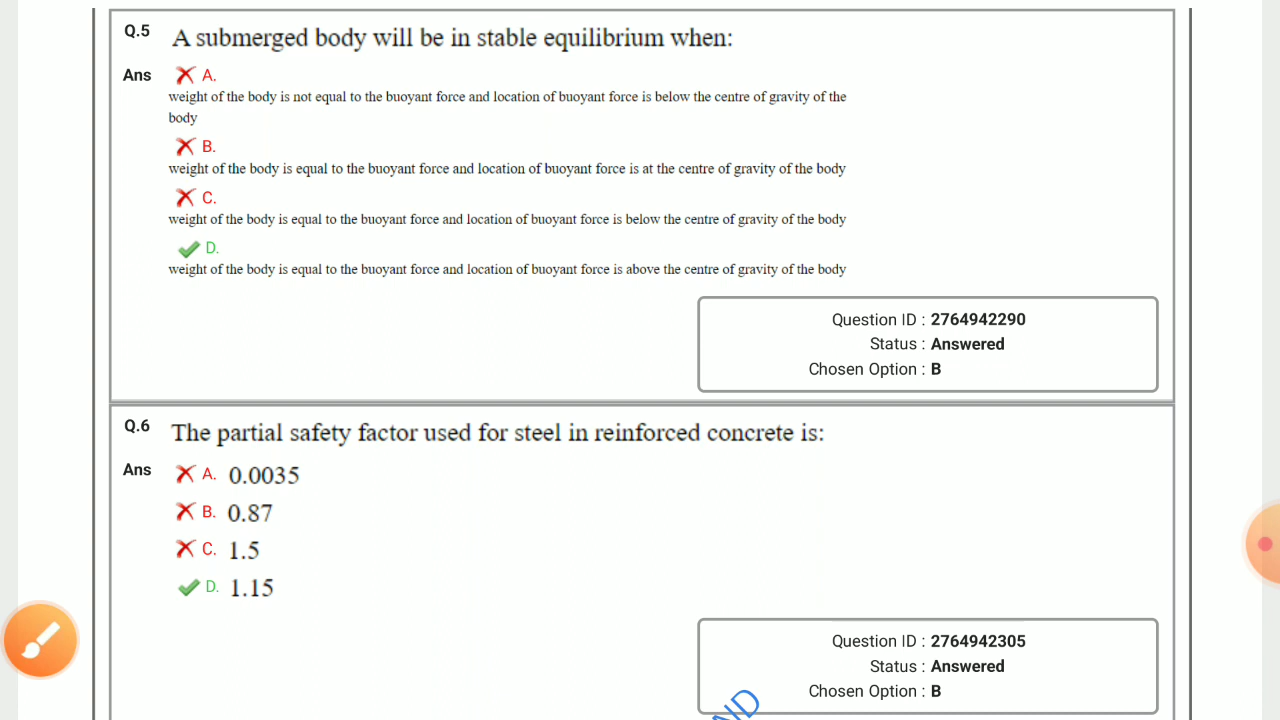 Q.5 A submerged body will be in stable equilibrium when:
Ans A.
weight of the body is not equal to the buoyant force and location of buoyant force is below the centre of gravity of the
body
B.
weight of the body is equal to the buoyant force and location of buoyant force is at the centre of gravity of the body
C.
weight of the body is equal to the buoyant force and location of buoyant force is below the centre of gravity of the body
D.
weight of the body is equal to the buoyant force and location of buoyant force is above the centre of gravity of the body
Question ID : 2764942290
Status : Answered
Chosen Option : B
Q.6 The partial safety factor used for steel in reinforced concrete is:
Ans A. 0.0035
B. 0.87
C. 1.5
D. 1.15
Question ID : 2764942305
Status : Answered
Chosen Option : B